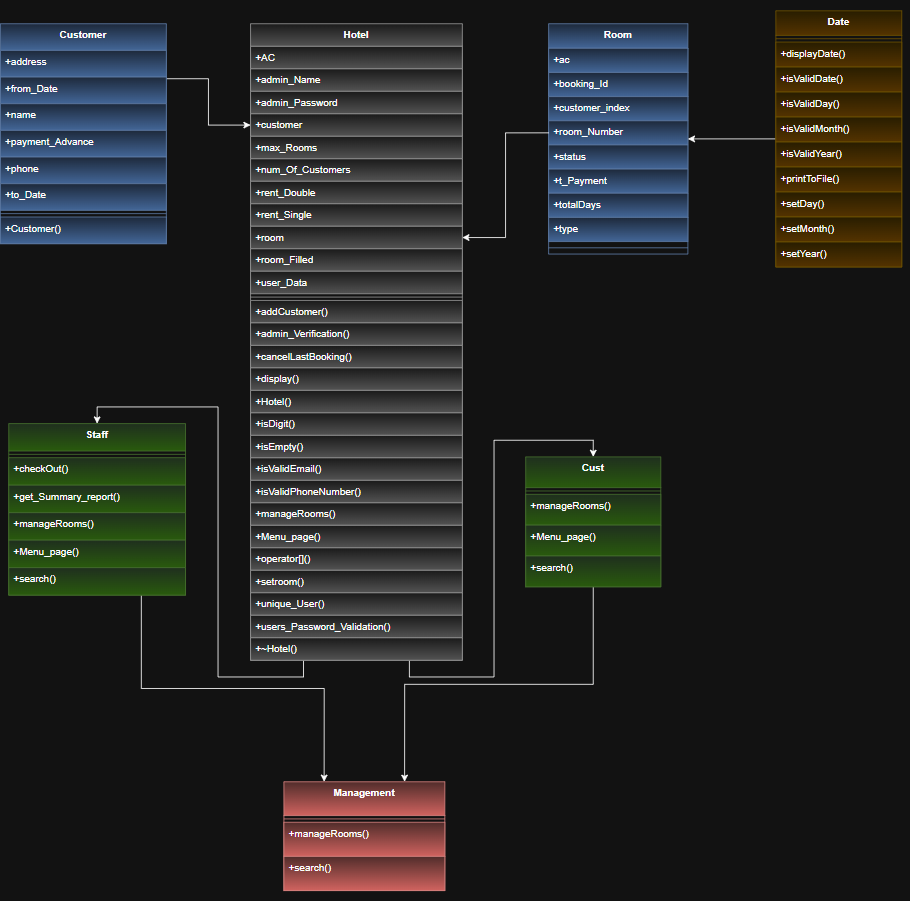 Customer
+address
+from_Date
+name
+payment_Advance
+phone
+to_Date
+Customer()
Hotel
+AC
+admin_Name
+admin_Password
+customer
+max_Rooms
+num_Of_Customers
+rent_Double
+rent_Single
+room
+room_Filled
+user_Data
+addCustomer()
+admin_Verification()
+cancelLastBooking()
+display()
+Hotel()
+isDigit()
+isEmpty()
+isValidEmail()
+isValidPhoneNumber()
+manageRooms()
+Menu_page()
+operator[]()
+setroom()
+unique_User()
+users_Password_Validation()
+~Hotel()
Room
+ac
+booking_Id
+customer_index
+room_Number
+status
+t_Payment
+totalDays
+type
Date
+displayDate()
+isValidDate()
+isValidDay()
+isValidMonth()
+isValidYear()
+printToFile()
+setDay()
+setMonth()
+setYear()
Staff
+checkOut()
+get_Summary_report()
+manageRooms()
+Menu_page()
+search()
Cust
+manageRooms()
+Menu_page()
+search()
Management
+manageRooms()
+search()